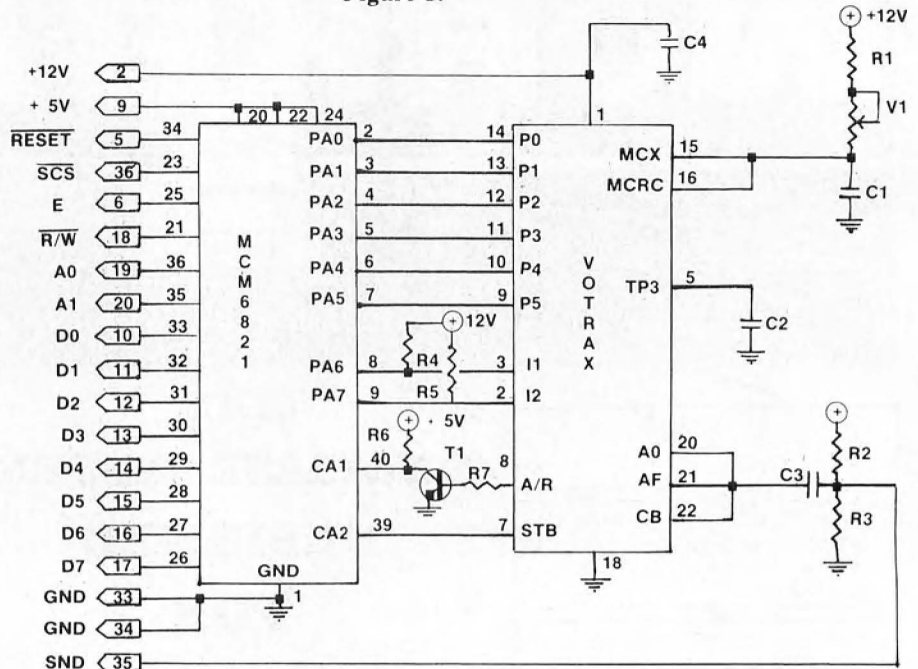 Figure 1.
+12V 2
+ 5V 9
RESET 5 34
SCS 36 23
E 6 25
R/W 18 21
A0 19 36
A1 20 35
D0 10 33
D1 11 32
D2 12 31
D3 13 30
D4 14 29
D5 15 28
D6 16 27
D7 17 26
GND 33
GND 34
SND 35
20 22 24
MCM6821
PA0 2
PA1 3
PA2 4
PA3 5
PA4 6
PA5 7
PA6 8
PA7 9
CA1 40
CA2 39
GND
1
12V
R4
R5
5V
R6
T1
R7
C4
1
14 P0
13 P1
12 P2
11 P3
10 P4
9 P5
3 I1
2 I2
8 A/R
7 STB
VOTRAX
MCX 15
MCRC 16
TP3 5
A0 20
AF 21
CB 22
18
+12V
R1
V1
C1
C2
C3
R2
R3